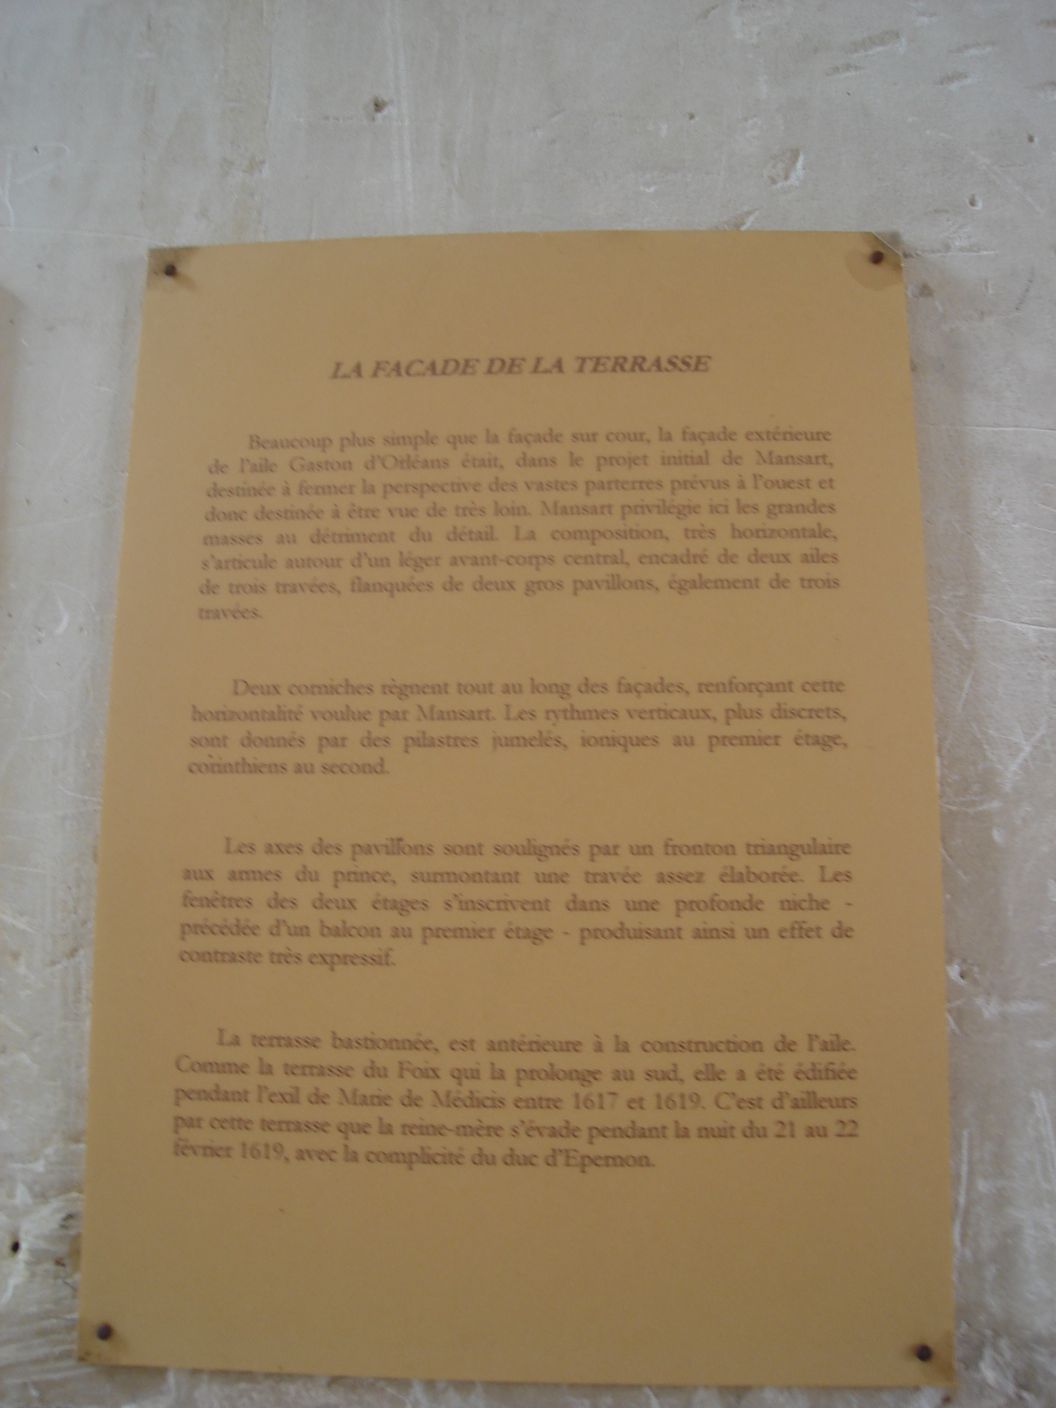 LA FACADE DE LA TERRASSE
Beaucoup plus simple que la façade sur cour, la façade extérieure
de l'aile Gaston d'Orléans était, dans le projet initial de Mansart,
destinée à fermer la perspective des vastes parterres prévus à l'ouest et
donc destinée à être vue de très loin. Mansart privilégie ici les grandes
masses au détriment du détail. La composition, très horizontale,
s'articule autour d'un léger avant-corps central, encadré de deux ailes
de trois travées, flanquées de deux gros pavillons, également de trois
travées.
Deux corniches règnent tout au long des façades, renforçant cette
horizontalité voulue par Mansart. Les rythmes verticaux, plus discrets,
sont donnés par des pilastres jumelés, ioniques au premier étage,
corinthiens au second.
Les axes des pavillons sont soulignés par un fronton triangulaire
aux armes du prince, surmontant une travée assez élaborée. Les
fenêtres des deux étages s'inscrivent dans une profonde niche -
précédée d'un balcon au premier étage - produisant ainsi un effet de
contraste très expressif.
La terrasse bastionnée, est antérieure à la construction de l'aile.
Comme la terrasse du Foix qui la prolonge au sud, elle a été édifiée
pendant l'exil de Marie de Médicis entre 1617 et 1619. C'est d'ailleurs
par cette terrasse que la reine-mère s'évade pendant la nuit du 21 au 22
février 1619, avec la complicité du duc d'Epernon.